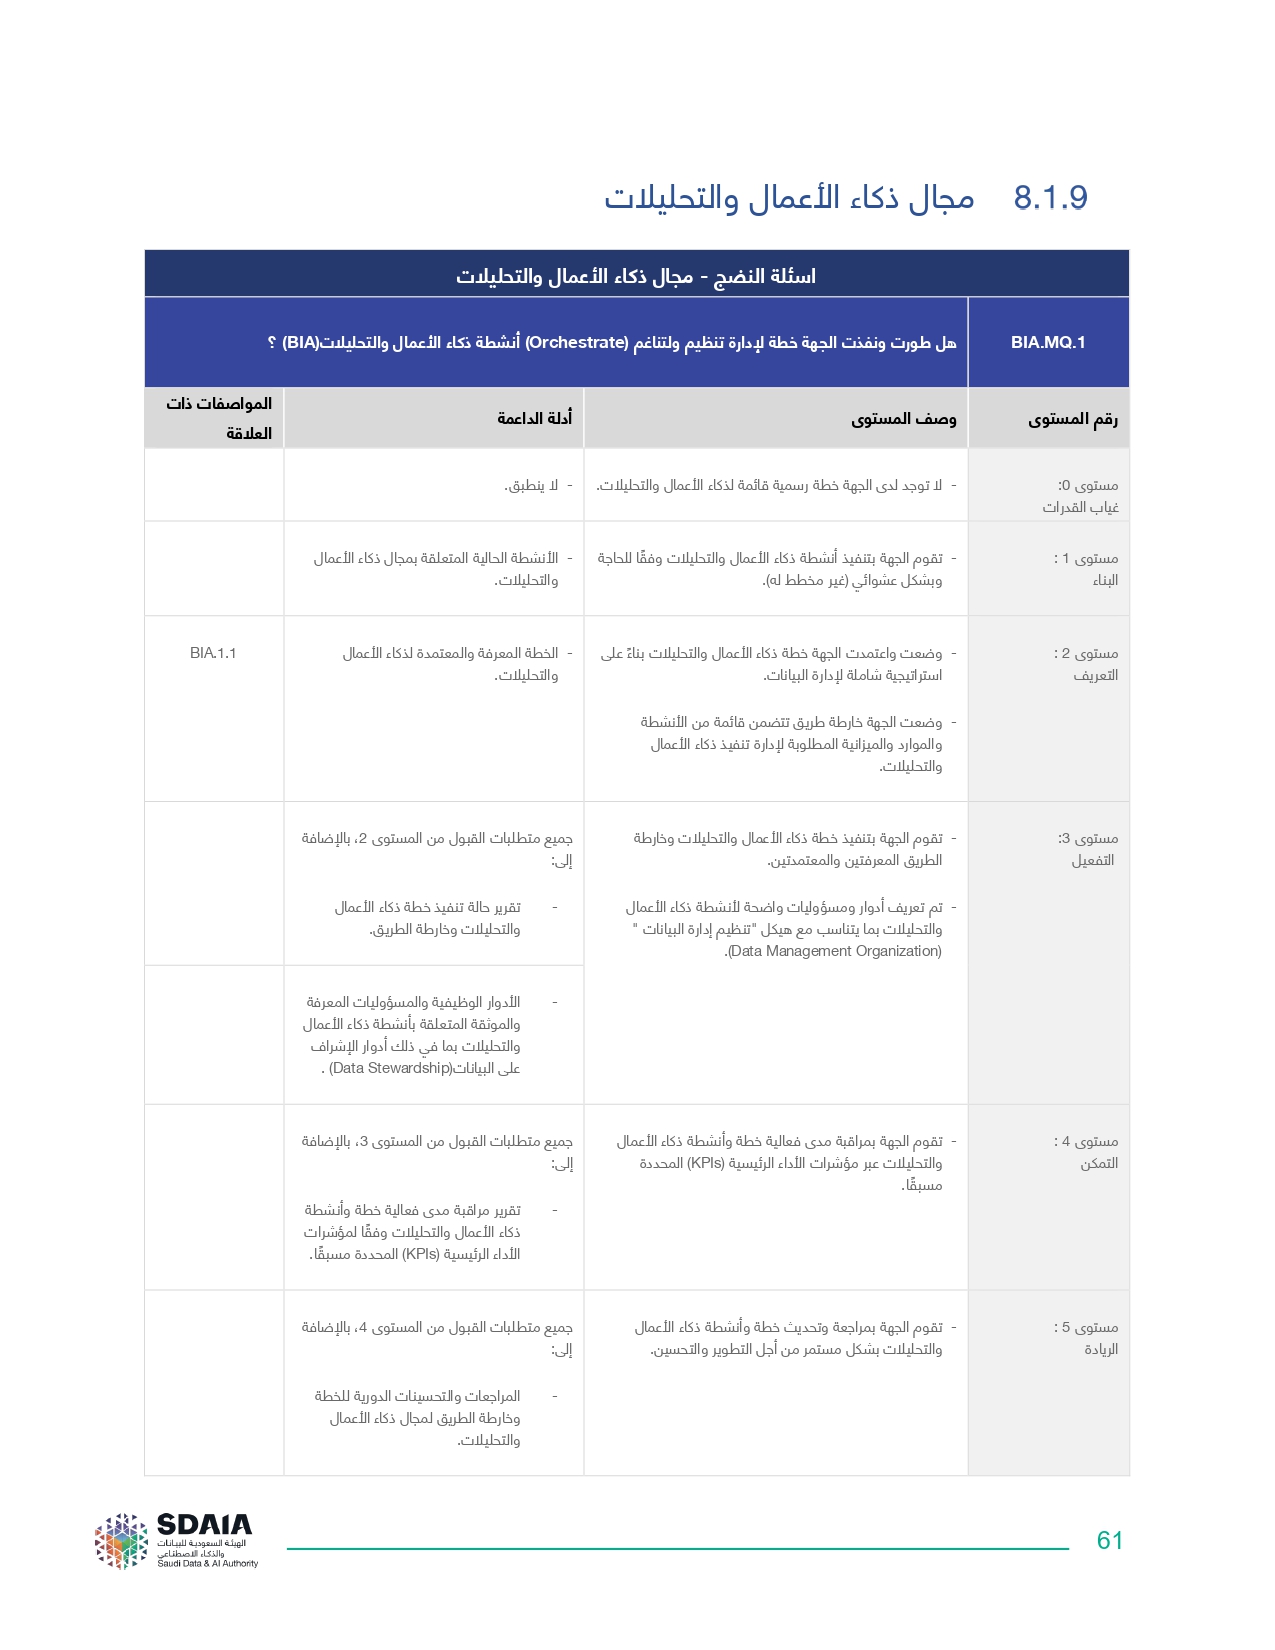 8.1.9 مجال ذكاء الأعمال والتحليلات
اسئلة النضج - مجال ذكاء الأعمال والتحليلات
BIA.MQ.1
هل طورت ونفذت الجهة خطة لإدارة تنظيم ولتناغم (Orchestrate) أنشطة ذكاء الأعمال والتحليلات(BIA) ؟
رقم المستوى
وصف المستوى
أدلة الداعمة
المواصفات ذات
العلاقة
مستوى 0:
غياب القدرات
- لا توجد لدى الجهة خطة رسمية قائمة لذكاء الأعمال والتحليلات.
- لا ينطبق.
مستوى 1 :
البناء
- تقوم الجهة بتنفيذ أنشطة ذكاء الأعمال والتحليلات وفقًا للحاجة
وبشكل عشوائي (غير مخطط له).
- الأنشطة الحالية المتعلقة بمجال ذكاء الأعمال
والتحليلات.
مستوى 2 :
التعريف
- وضعت واعتمدت الجهة خطة ذكاء الأعمال والتحليلات بناءً على
استراتيجية شاملة لإدارة البيانات.
- وضعت الجهة خارطة طريق تتضمن قائمة من الأنشطة
والموارد والميزانية المطلوبة لإدارة تنفيذ ذكاء الأعمال
والتحليلات.
- الخطة المعرفة والمعتمدة لذكاء الأعمال
والتحليلات.
BIA.1.1
مستوى 3:
التفعيل
- تقوم الجهة بتنفيذ خطة ذكاء الأعمال والتحليلات وخارطة
الطريق المعرفتين والمعتمدتين.
- تم تعريف أدوار ومسؤوليات واضحة لأنشطة ذكاء الأعمال
والتحليلات بما يتناسب مع هيكل "تنظيم إدارة البيانات "
(Data Management Organization).
جميع متطلبات القبول من المستوى 2، بالإضافة
إلى:
- تقرير حالة تنفيذ خطة ذكاء الأعمال
والتحليلات وخارطة الطريق.
- الأدوار الوظيفية والمسؤوليات المعرفة
والموثقة المتعلقة بأنشطة ذكاء الأعمال
والتحليلات بما في ذلك أدوار الإشراف
على البيانات(Data Stewardship) .
مستوى 4 :
التمكن
- تقوم الجهة بمراقبة مدى فعالية خطة وأنشطة ذكاء الأعمال
والتحليلات عبر مؤشرات الأداء الرئيسية (KPIs) المحددة
مسبقًا.
جميع متطلبات القبول من المستوى 3، بالإضافة
إلى:
- تقرير مراقبة مدى فعالية خطة وأنشطة
ذكاء الأعمال والتحليلات وفقًا لمؤشرات
الأداء الرئيسية (KPIs) المحددة مسبقًا.
مستوى 5 :
الريادة
- تقوم الجهة بمراجعة وتحديث خطة وأنشطة ذكاء الأعمال
والتحليلات بشكل مستمر من أجل التطوير والتحسين.
جميع متطلبات القبول من المستوى 4، بالإضافة
إلى:
- المراجعات والتحسينات الدورية للخطة
وخارطة الطريق لمجال ذكاء الأعمال
والتحليلات.
61
SDAIA
الهيئة السعودية للبيانات
والذكاء الاصطناعي
Saudi Data & AI Authority